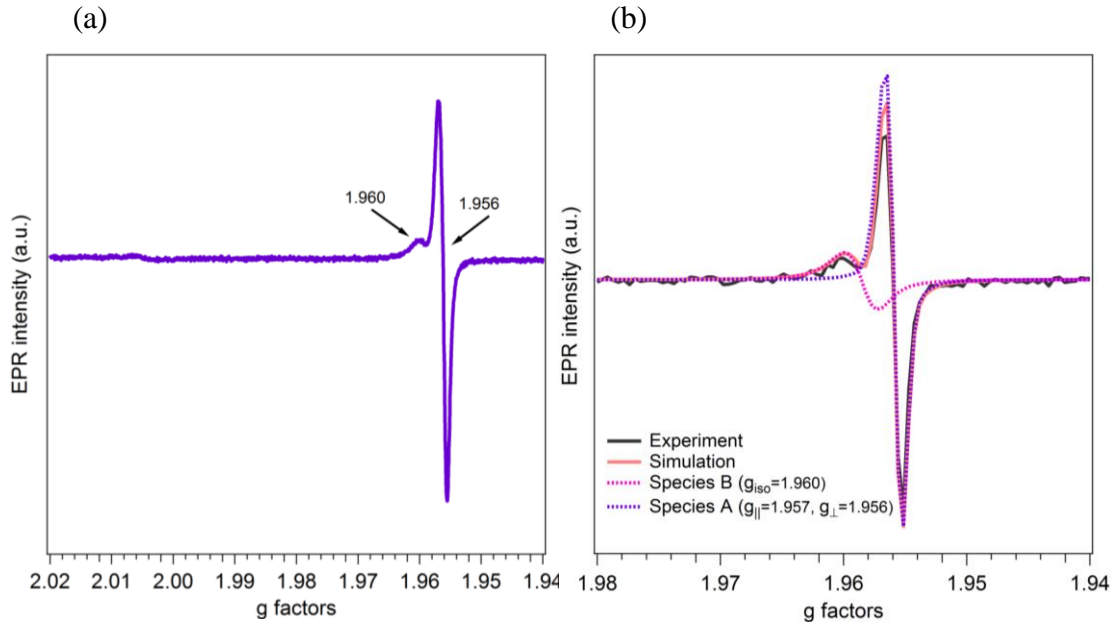 (a)
(b)
1.960
1.956
EPR intensity (a.u.)
2.02 2.01 2.00 1.99 1.98 1.97 1.96 1.95 1.94
g factors
EPR intensity (a.u.)
Experiment
Simulation
Species B (giso=1.960)
Species A (g||=1.957, g⊥=1.956)
1.98 1.97 1.96 1.95 1.94
g factors